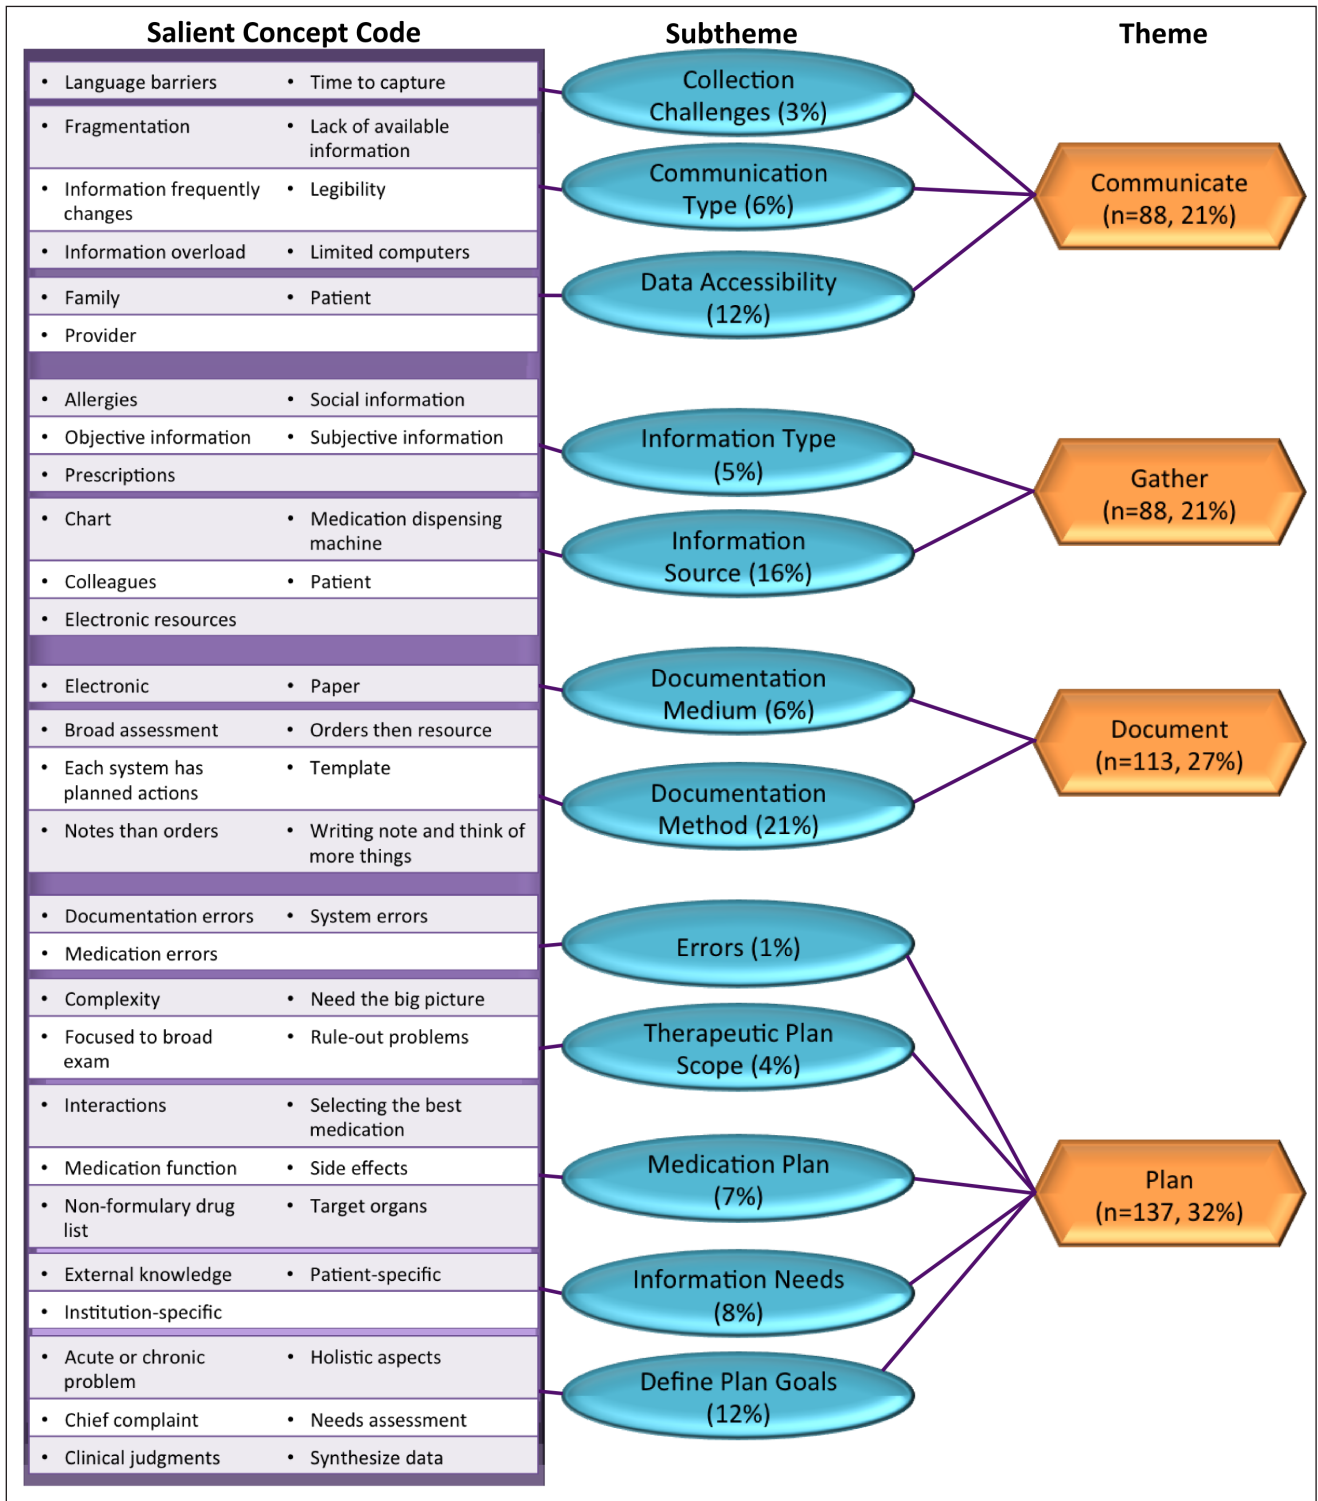 Salient Concept Code
Subtheme
Theme
• Language barriers
• Time to capture
• Fragmentation
• Lack of available
information
• Information frequently
changes
• Legibility
• Information overload
• Limited computers
• Family
• Patient
• Provider
Collection
Challenges (3%)
Communication
Type (6%)
Data Accessibility
(12%)
Communicate
(n=88, 21%)
• Allergies
• Social information
• Objective information
• Subjective information
• Prescriptions
• Chart
• Medication dispensing
machine
• Colleagues
• Patient
• Electronic resources
Information Type
(5%)
Information
Source (16%)
Gather
(n=88, 21%)
• Electronic
• Paper
• Broad assessment
• Orders then resource
• Each system has
planned actions
• Template
• Notes than orders
• Writing note and think of
more things
Documentation
Medium (6%)
Documentation
Method (21%)
Document
(n=113, 27%)
• Documentation errors
• System errors
• Medication errors
• Complexity
• Need the big picture
• Focused to broad
exam
• Rule-out problems
• Interactions
• Selecting the best
medication
• Medication function
• Side effects
• Non-formulary drug
list
• Target organs
• External knowledge
• Patient-specific
• Institution-specific
• Acute or chronic
problem
• Holistic aspects
• Chief complaint
• Needs assessment
• Clinical judgments
• Synthesize data
Errors (1%)
Therapeutic Plan
Scope (4%)
Medication Plan
(7%)
Information Needs
(8%)
Define Plan Goals
(12%)
Plan
(n=137, 32%)